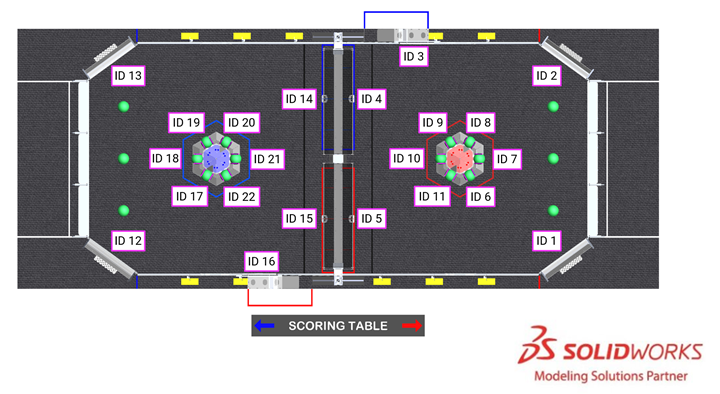 ID 3
ID 13
ID 2
ID 14
ID 4
ID 19
ID 20
ID 9
ID 8
ID 18
ID 21
ID 10
ID 7
ID 17
ID 22
ID 11
ID 6
ID 15
ID 5
ID 12
ID 1
ID 16
SCORING TABLE
SOLIDWORKS
Modeling Solutions Partner